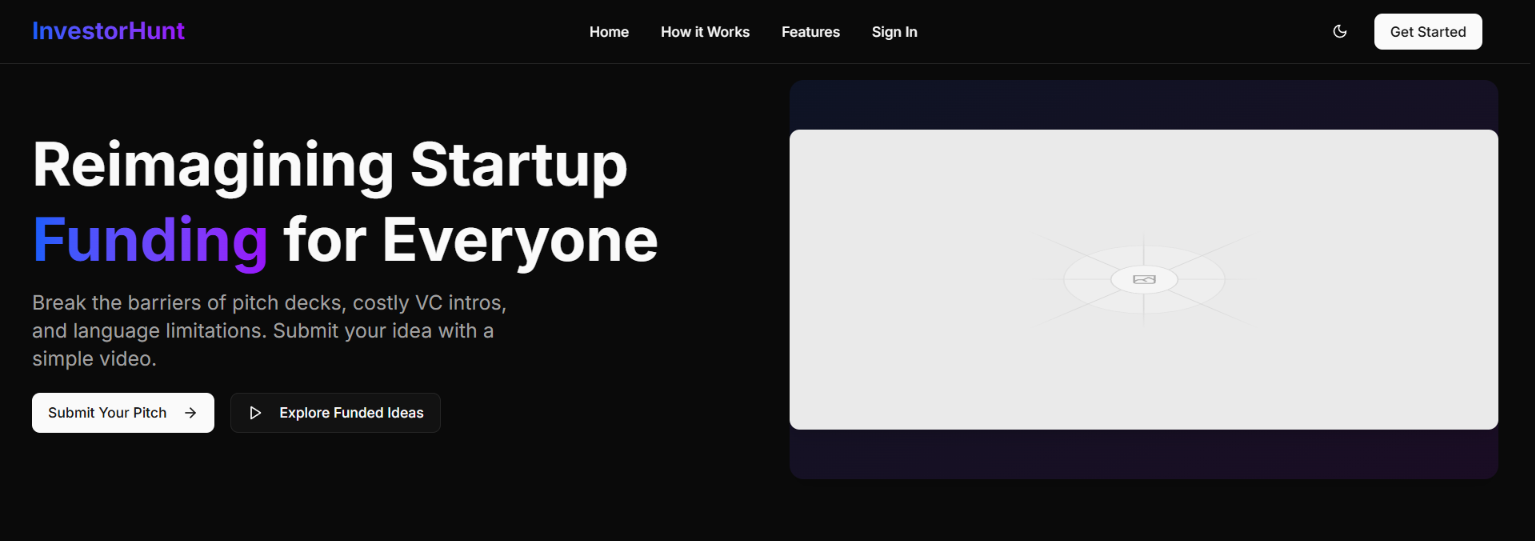 InvestorHunt
Home
How it Works
Features
Sign In
Get Started
Reimagining Startup
Funding for Everyone
Break the barriers of pitch decks, costly VC intros,
and language limitations. Submit your idea with a
simple video.
Submit Your Pitch
Explore Funded Ideas